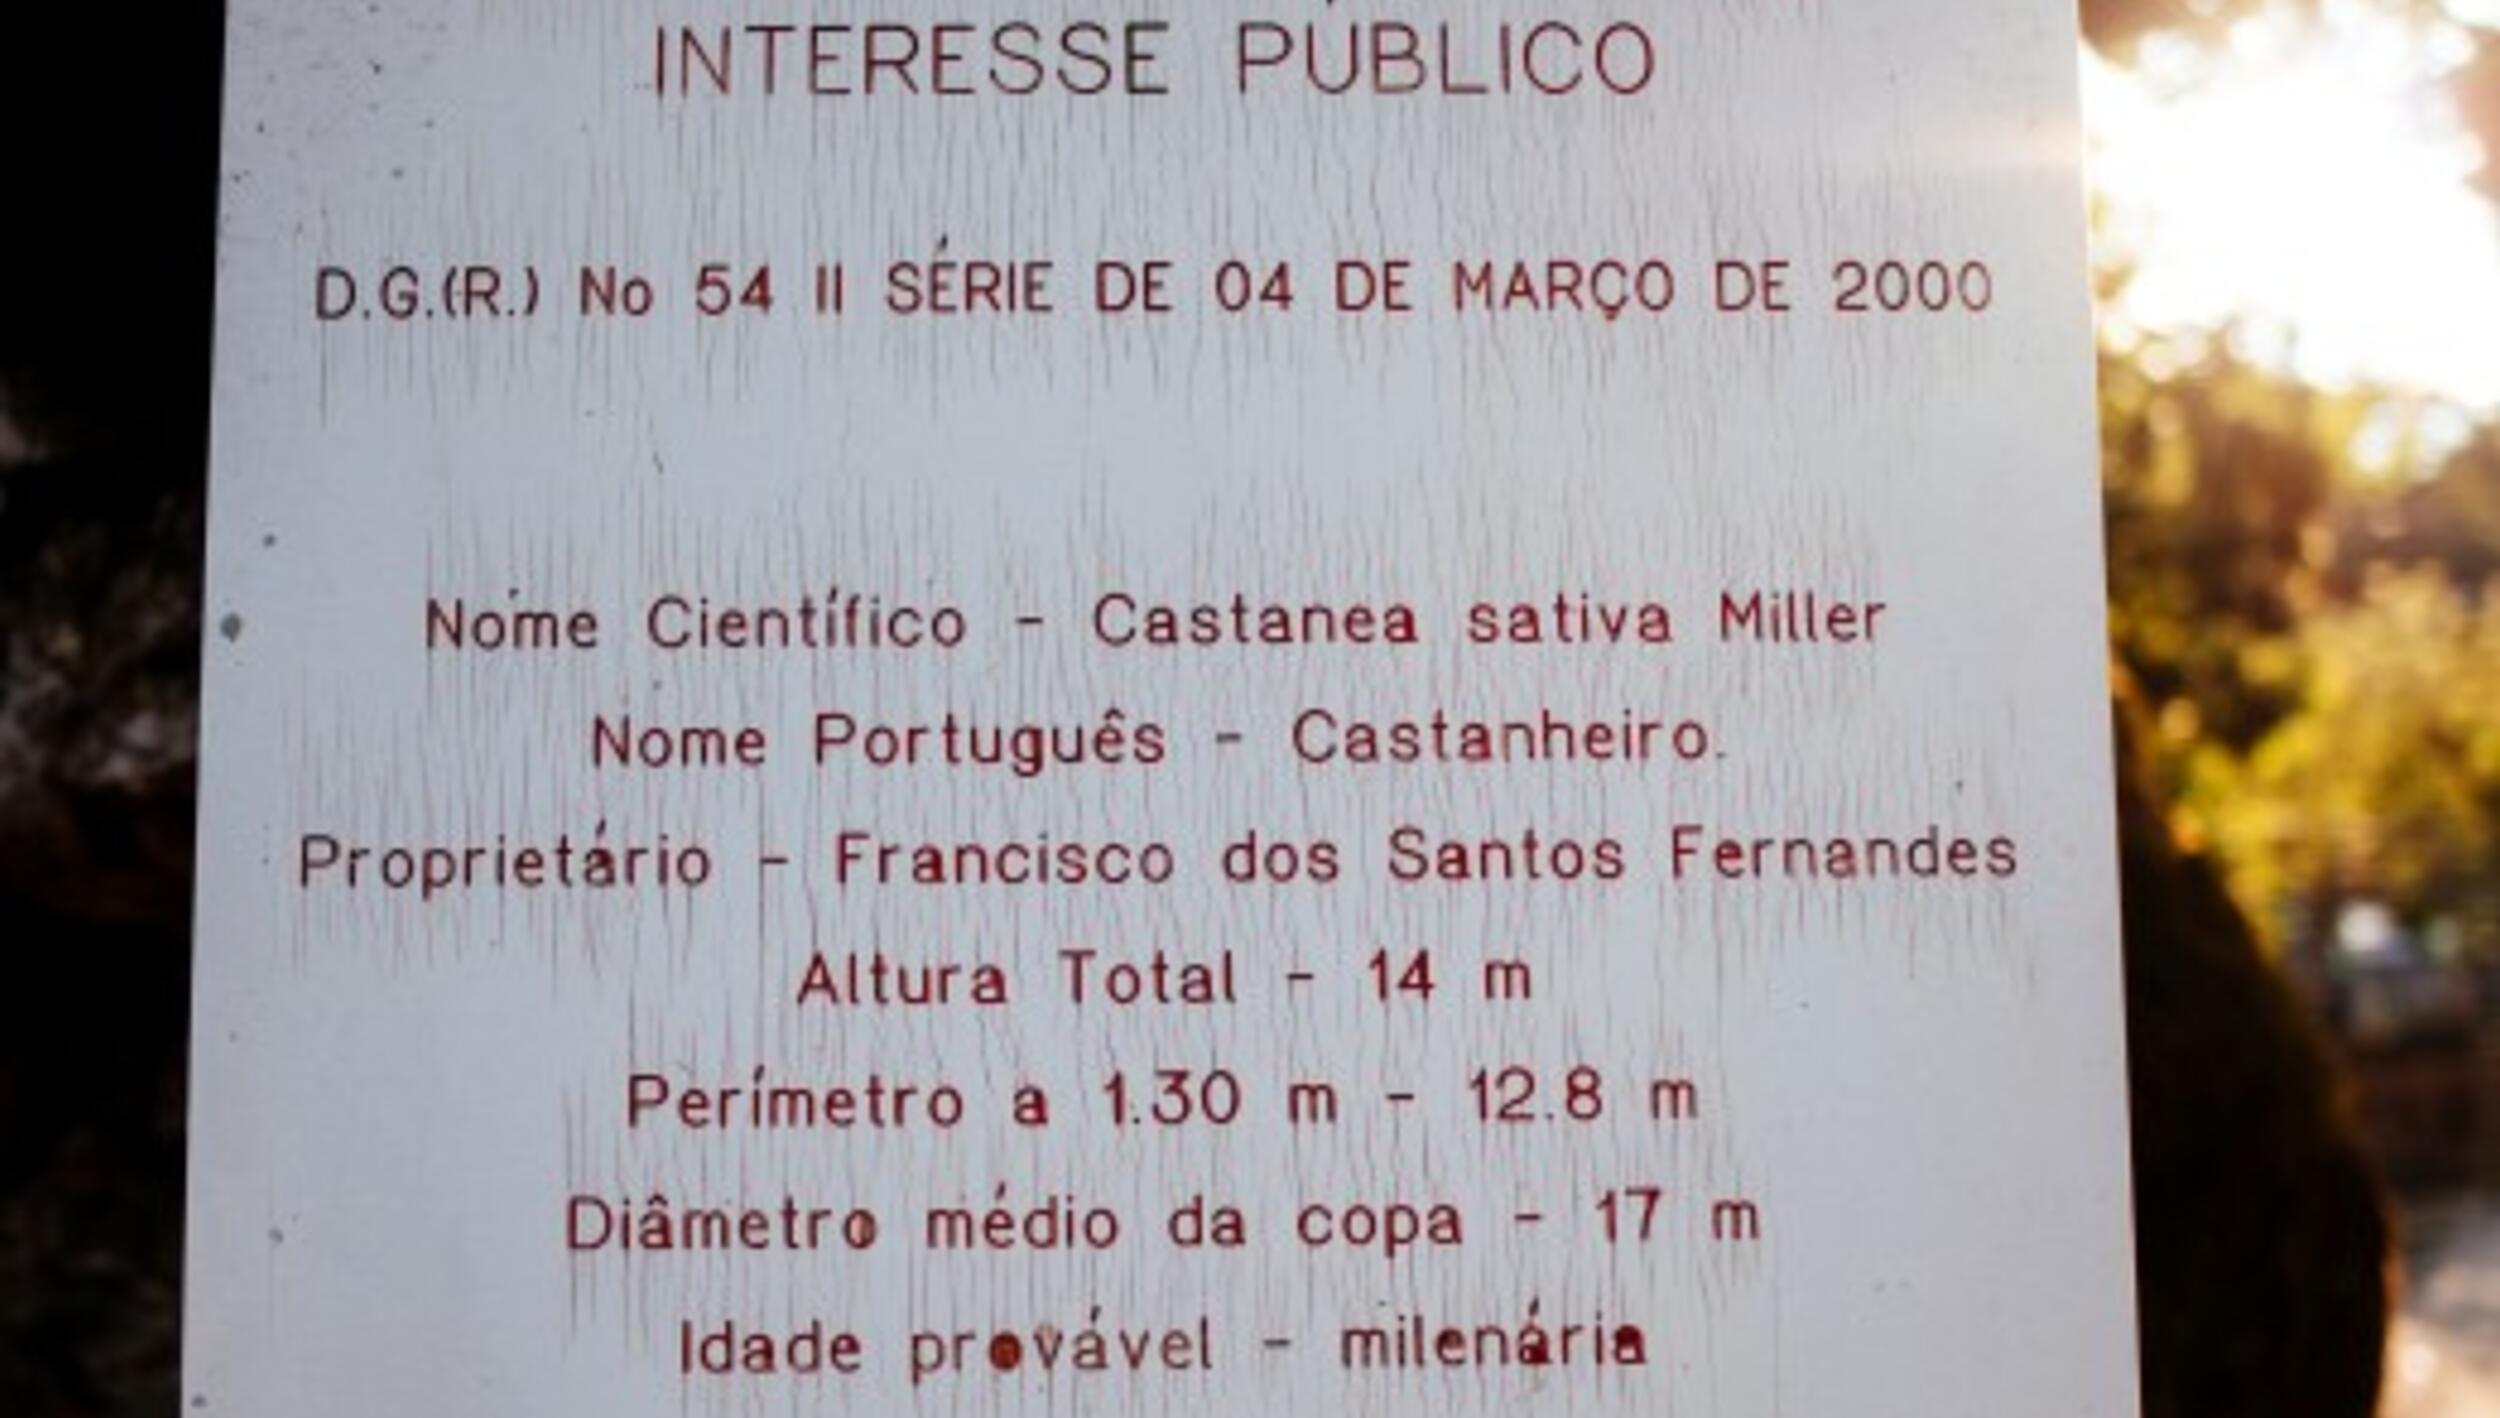 INTERESSE PÚBLICO
D.G.(R.) No 54 II SÉRIE DE 04 DE MARÇO DE 2000
Nome Científico - Castanea sativa Miller
Nome Português - Castanheiro.
Proprietário - Francisco dos Santos Fernandes
Altura Total - 14 m
Perímetro a 1.30 m - 12.8 m
Diâmetro médio da copa - 17 m
Idade provável - milenária